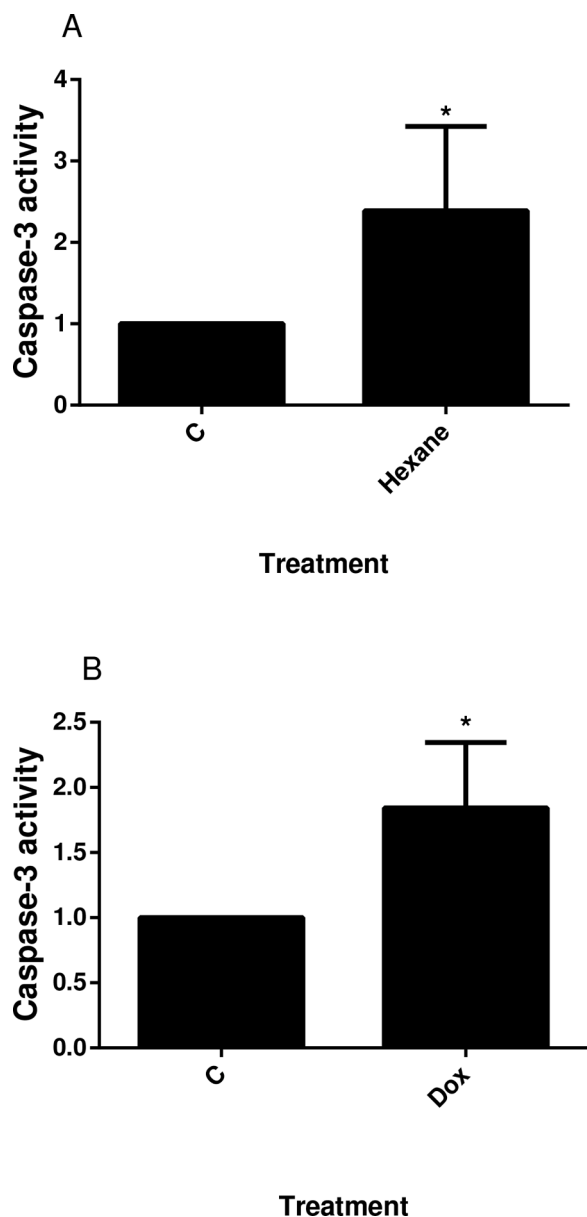 A
Caspase-3 activity
4
3
2
1
0
*
C
Hexane
Treatment
B
Caspase-3 activity
2.5
2.0
1.5
1.0
0.5
0.0
*
C
Dox
Treatment